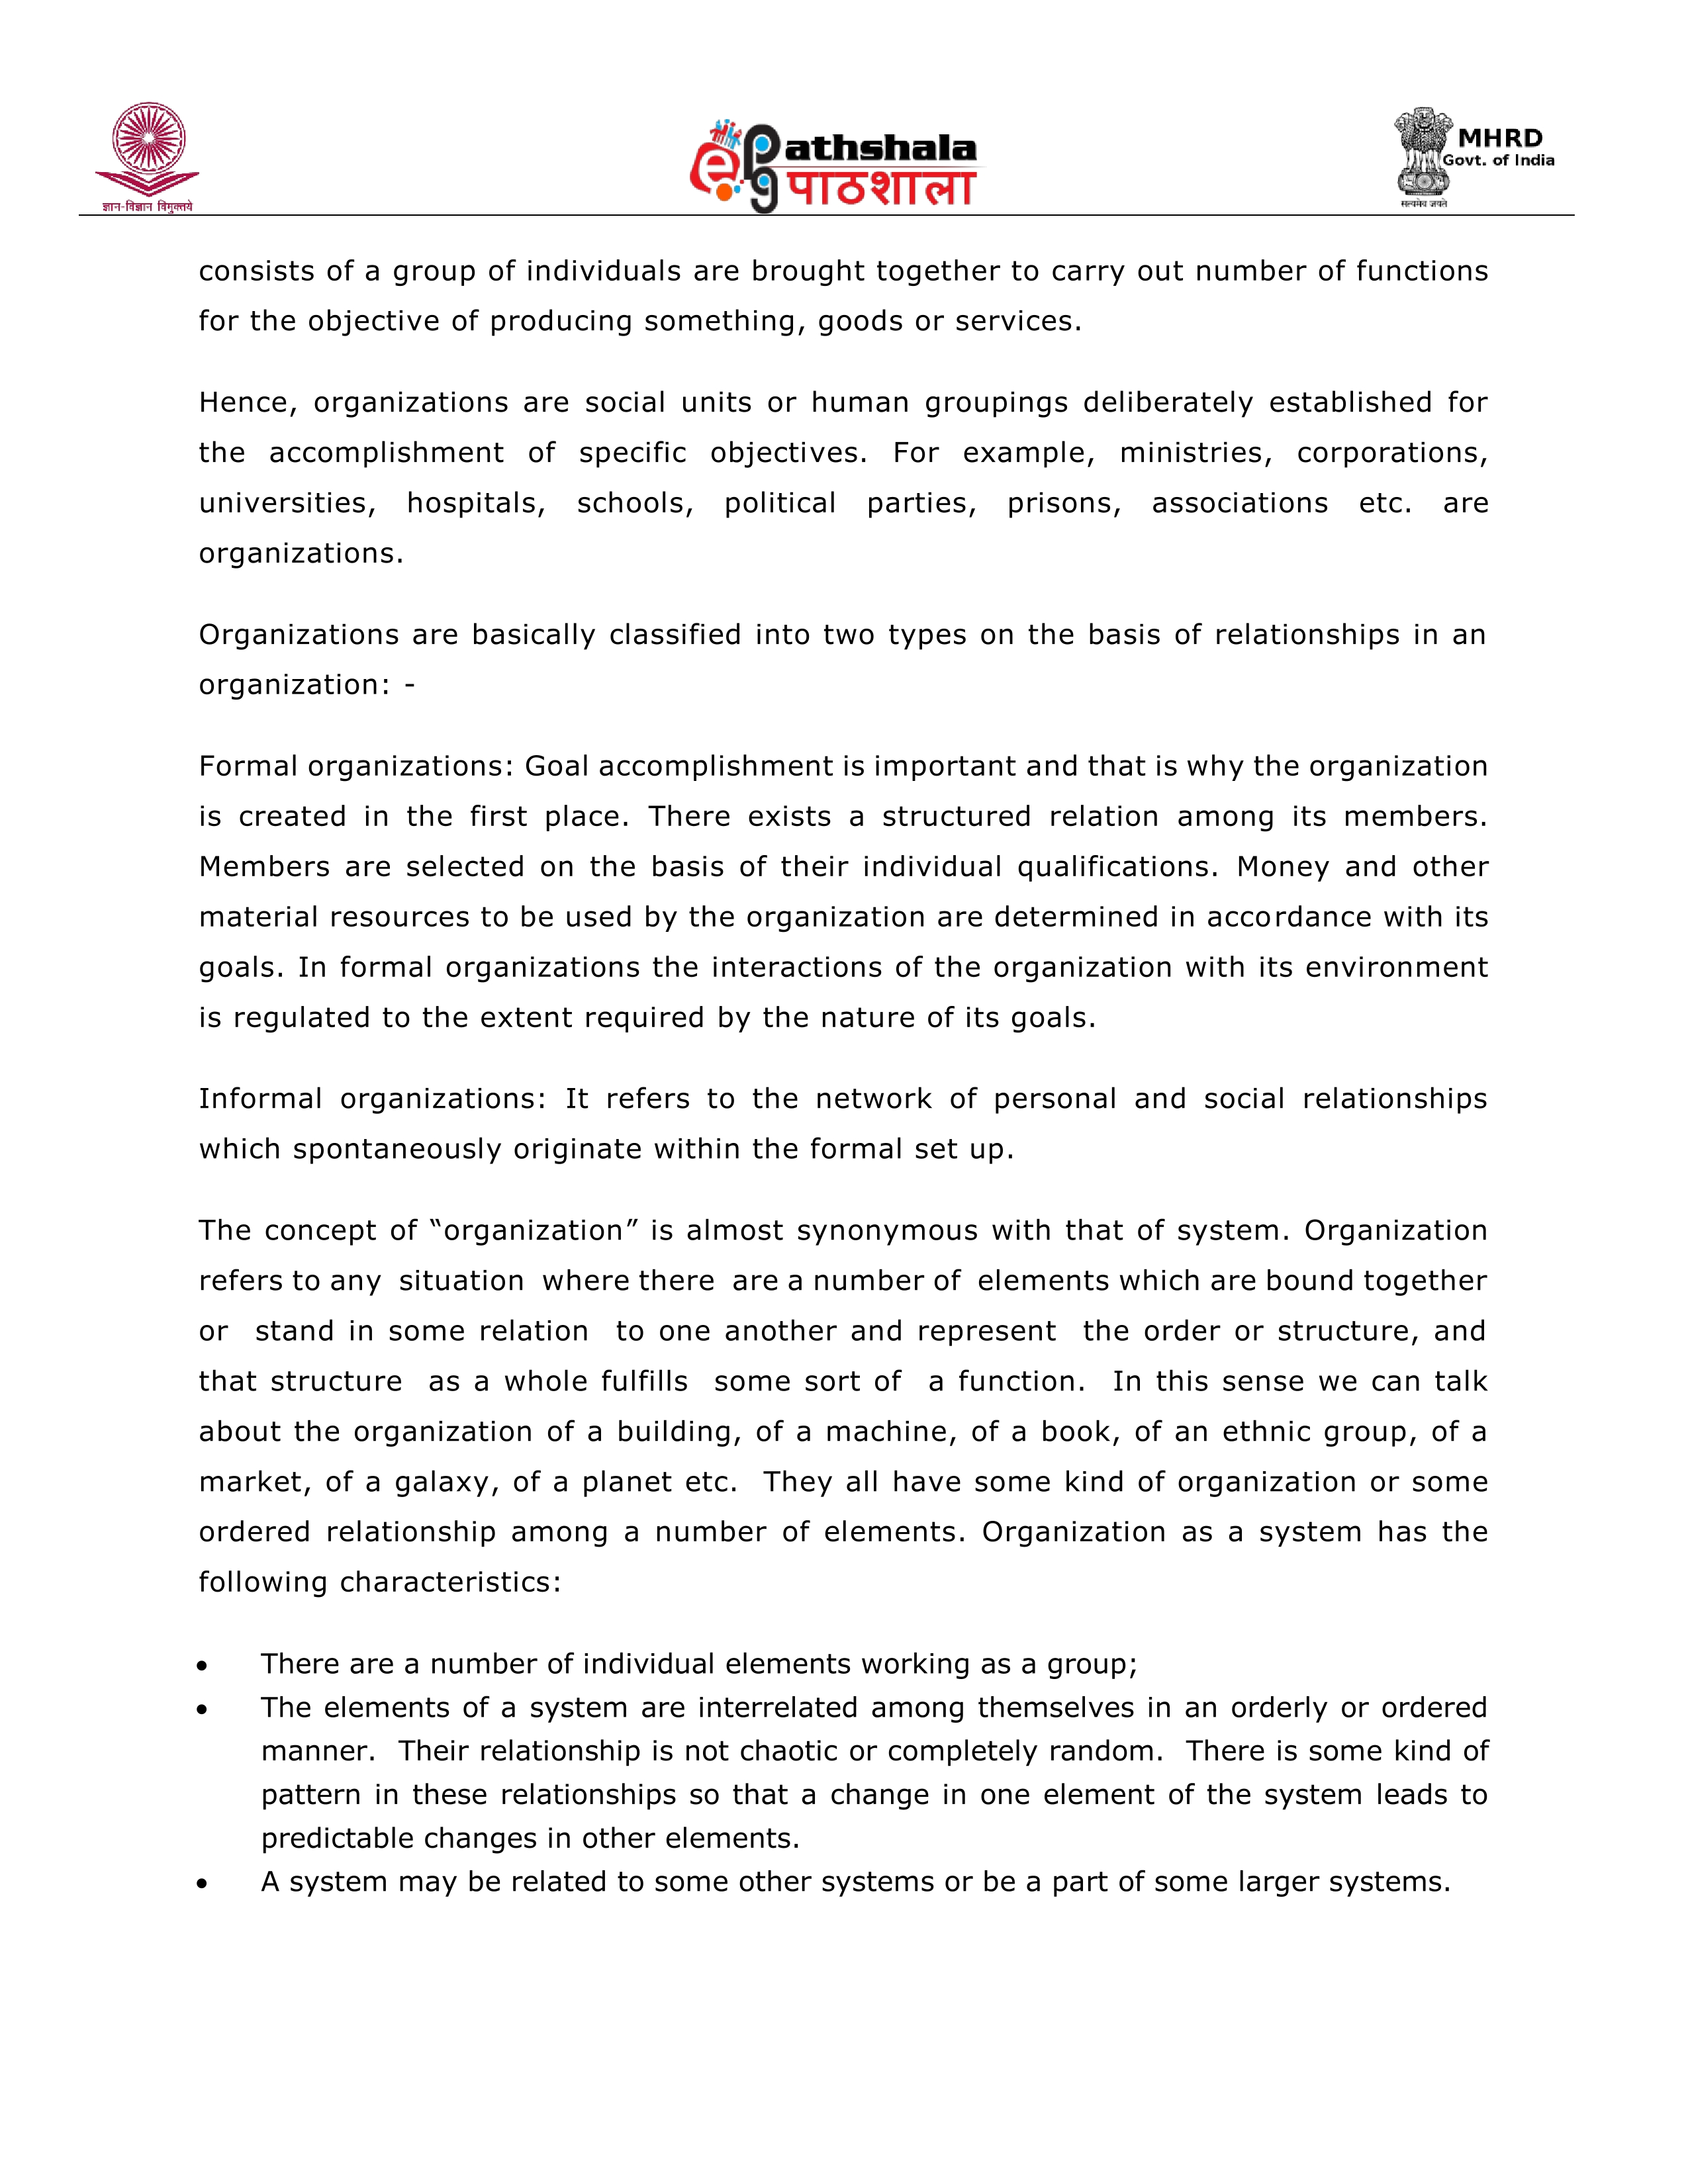 ज्ञान-विज्ञान विमुक्तये
e pg Pathshala
पाठशाला
MHRD
Govt. of India
सत्यमेव जयते
consists of a group of individuals are brought together to carry out number of functions
for the objective of producing something, goods or services.
Hence, organizations are social units or human groupings deliberately established for
the accomplishment of specific objectives. For example, ministries, corporations,
universities, hospitals, schools, political parties, prisons, associations etc. are
organizations.
Organizations are basically classified into two types on the basis of relationships in an
organization: -
Formal organizations: Goal accomplishment is important and that is why the organization
is created in the first place. There exists a structured relation among its members.
Members are selected on the basis of their individual qualifications. Money and other
material resources to be used by the organization are determined in accordance with its
goals. In formal organizations the interactions of the organization with its environment
is regulated to the extent required by the nature of its goals.
Informal organizations: It refers to the network of personal and social relationships
which spontaneously originate within the formal set up.
The concept of “organization” is almost synonymous with that of system. Organization
refers to any situation where there are a number of elements which are bound together
or stand in some relation to one another and represent the order or structure, and
that structure as a whole fulfills some sort of a function. In this sense we can talk
about the organization of a building, of a machine, of a book, of an ethnic group, of a
market, of a galaxy, of a planet etc. They all have some kind of organization or some
ordered relationship among a number of elements. Organization as a system has the
following characteristics:
• There are a number of individual elements working as a group;
• The elements of a system are interrelated among themselves in an orderly or ordered
manner. Their relationship is not chaotic or completely random. There is some kind of
pattern in these relationships so that a change in one element of the system leads to
predictable changes in other elements.
• A system may be related to some other systems or be a part of some larger systems.